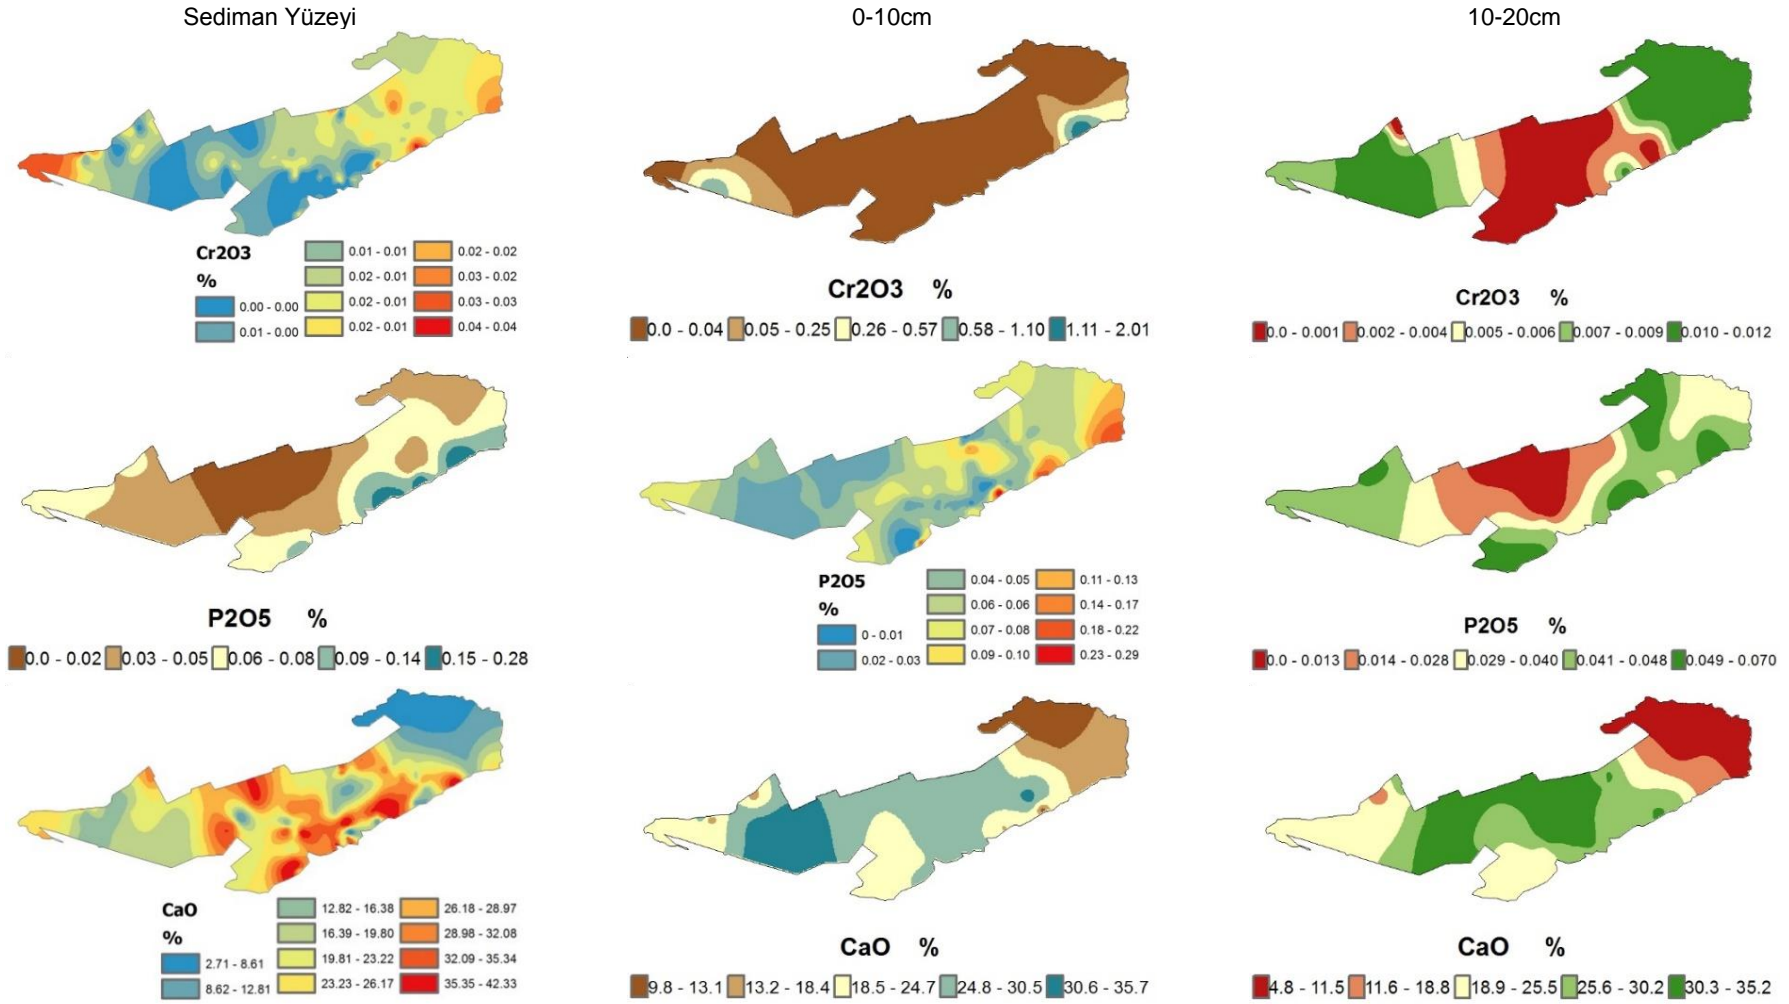 Sediman Yüzeyi
0-10cm
10-20cm
Cr2O3
%
0.00 - 0.00
0.01 - 0.00
0.01 - 0.01
0.02 - 0.01
0.02 - 0.01
0.02 - 0.01
0.02 - 0.02
0.03 - 0.02
0.03 - 0.03
0.04 - 0.04
Cr2O3 %
0.0 - 0.04 0.05 - 0.25 0.26 - 0.57 0.58 - 1.10 1.11 - 2.01
Cr2O3 %
0.0 - 0.001 0.002 - 0.004 0.005 - 0.006 0.007 - 0.009 0.010 - 0.012
P2O5 %
0.0 - 0.02 0.03 - 0.05 0.06 - 0.08 0.09 - 0.14 0.15 - 0.28
P2O5
%
0 - 0.01
0.02 - 0.03
0.04 - 0.05
0.06 - 0.06
0.07 - 0.08
0.09 - 0.10
0.11 - 0.13
0.14 - 0.17
0.18 - 0.22
0.23 - 0.29
P2O5 %
0.0 - 0.013 0.014 - 0.028 0.029 - 0.040 0.041 - 0.048 0.049 - 0.070
CaO
%
2.71 - 8.61
8.62 - 12.81
12.82 - 16.38
16.39 - 19.80
19.81 - 23.22
23.23 - 26.17
26.18 - 28.97
28.98 - 32.08
32.09 - 35.34
35.35 - 42.33
CaO %
9.8 - 13.1 13.2 - 18.4 18.5 - 24.7 24.8 - 30.5 30.6 - 35.7
CaO %
4.8 - 11.5 11.6 - 18.8 18.9 - 25.5 25.6 - 30.2 30.3 - 35.2